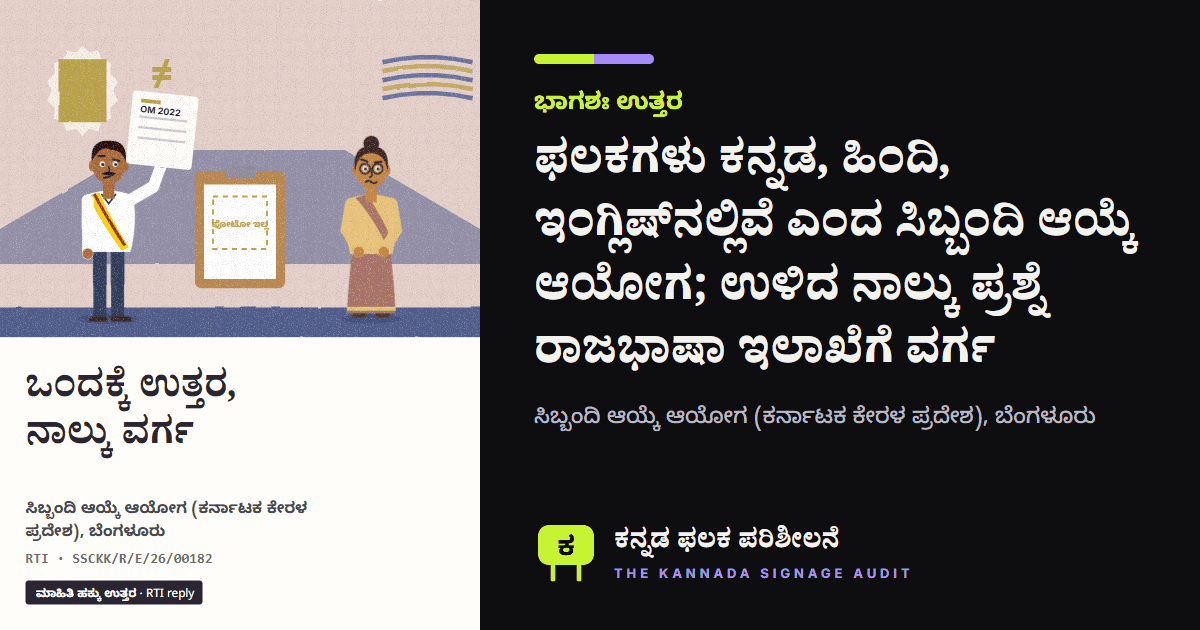 ≠
OM 2022
ಫೋಟೋ ಇಲ್ಲ
ಒಂದಕ್ಕೆ ಉತ್ತರ,
ನಾಲ್ಕು ವರ್ಗ
ಸಿಬ್ಬಂದಿ ಆಯ್ಕೆ ಆಯೋಗ (ಕರ್ನಾಟಕ ಕೇರಳ
ಪ್ರದೇಶ), ಬೆಂಗಳೂರು
RTI · SSCKK/R/E/26/00182
ಮಾಹಿತಿ ಹಕ್ಕು ಉತ್ತರ · RTI reply
ಭಾಗಶಃ ಉತ್ತರ
ಫಲಕಗಳು ಕನ್ನಡ, ಹಿಂದಿ,
ಇಂಗ್ಲಿಷ್‌ನಲ್ಲಿವೆ ಎಂದ ಸಿಬ್ಬಂದಿ ಆಯ್ಕೆ
ಆಯೋಗ; ಉಳಿದ ನಾಲ್ಕು ಪ್ರಶ್ನೆ
ರಾಜಭಾಷಾ ಇಲಾಖೆಗೆ ವರ್ಗ
ಸಿಬ್ಬಂದಿ ಆಯ್ಕೆ ಆಯೋಗ (ಕರ್ನಾಟಕ ಕೇರಳ ಪ್ರದೇಶ), ಬೆಂಗಳೂರು
ಕ
ಕನ್ನಡ ಫಲಕ ಪರಿಶೀಲನೆ
THE KANNADA SIGNAGE AUDIT